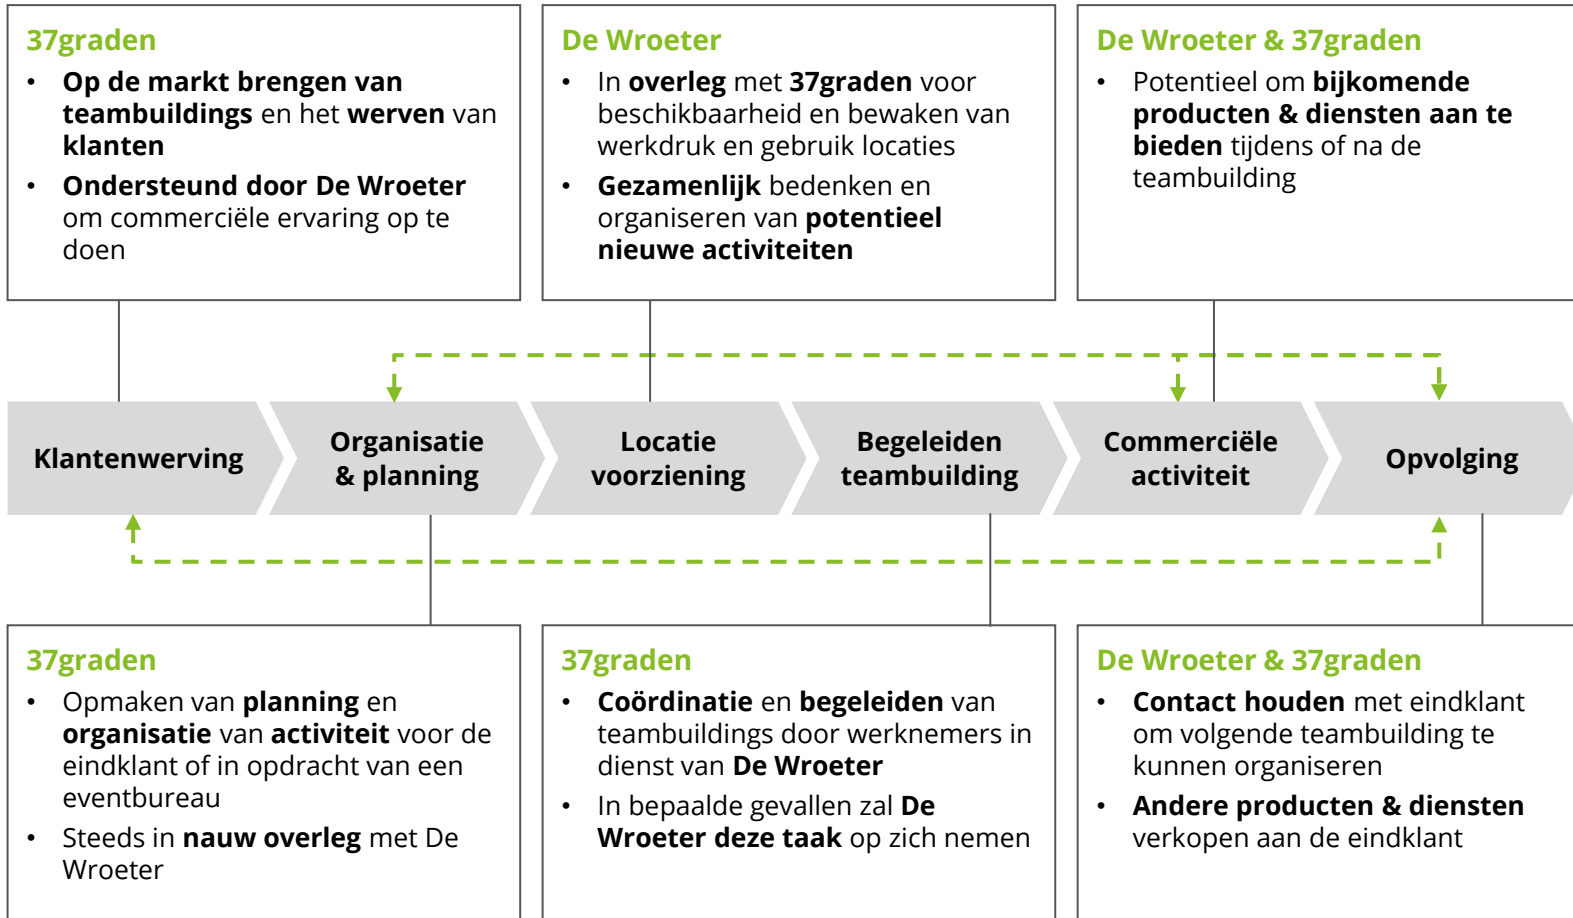 37graden
• Op de markt brengen van
teambuildings en het werven van
klanten
• Ondersteund door De Wroeter
om commerciële ervaring op te
doen
De Wroeter
• In overleg met 37graden voor
beschikbaarheid en bewaken van
werkdruk en gebruik locaties
• Gezamenlijk bedenken en
organiseren van potentieel
nieuwe activiteiten
De Wroeter & 37graden
• Potentieel om bijkomende
producten & diensten aan te
bieden tijdens of na de
teambuilding
Klantenwerving
Organisatie
& planning
Locatie
voorziening
Begeleiden
teambuilding
Commerciële
activiteit
Opvolging
37graden
• Opmaken van planning en
organisatie van activiteit voor de
eindklant of in opdracht van een
eventbureau
• Steeds in nauw overleg met De
Wroeter
37graden
• Coördinatie en begeleiden van
teambuildings door werknemers in
dienst van De Wroeter
• In bepaalde gevallen zal De
Wroeter deze taak op zich nemen
De Wroeter & 37graden
• Contact houden met eindklant
om volgende teambuilding te
kunnen organiseren
• Andere producten & diensten
verkopen aan de eindklant